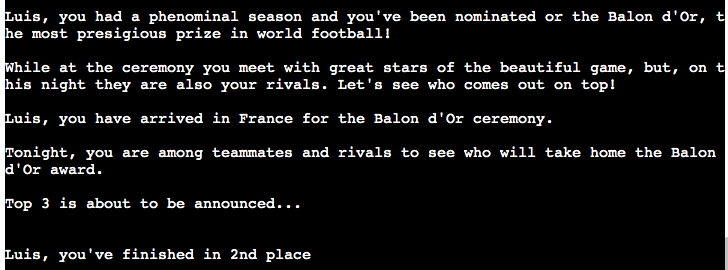 Luis, you had a phenominal season and you've been nominated or the Balon d'Or, t
he most presigious prize in world football!
While at the ceremony you meet with great stars of the beautiful game, but, on t
his night they are also your rivals. Let's see who comes out on top!
Luis, you have arrived in France for the Balon d'Or ceremony.
Tonight, you are among teammates and rivals to see who will take home the Balon
d'Or award.
Top 3 is about to be announced...
Luis, you've finished in 2nd place